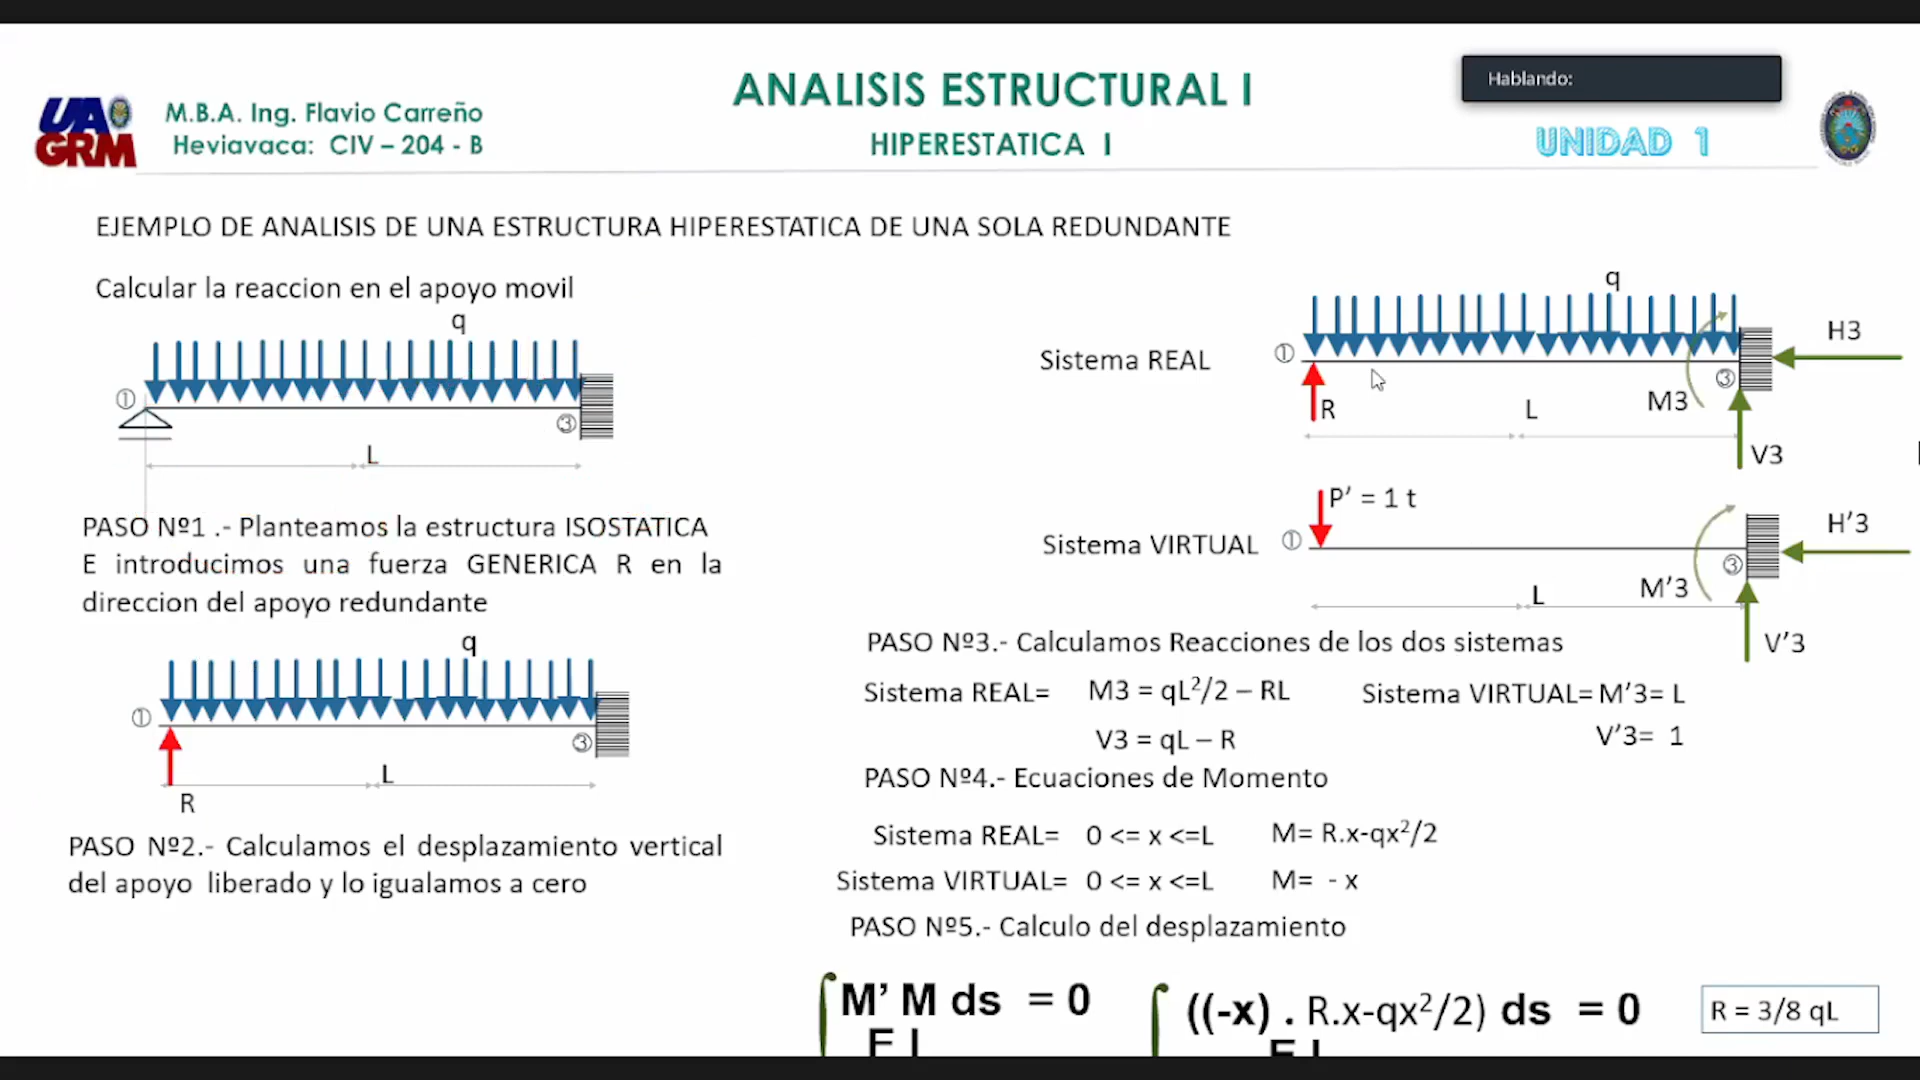 UA
GRM
M.B.A. Ing. Flavio Carreño
Heviavaca: CIV – 204 - B
ANALISIS ESTRUCTURAL I
HIPERESTATICA I
Hablando:
UNIDAD 1
EJEMPLO DE ANALISIS DE UNA ESTRUCTURA HIPERESTATICA DE UNA SOLA REDUNDANTE
Calcular la reaccion en el apoyo movil
q
①
③
L
PASO Nº1 .- Planteamos la estructura ISOSTATICA
E introducimos una fuerza GENERICA R en la
direccion del apoyo redundante
q
①
③
L
R
PASO Nº2.- Calculamos el desplazamiento vertical
del apoyo liberado y lo igualamos a cero
q
Sistema REAL
①
③
H3
R
L
M3
V3
P’ = 1 t
Sistema VIRTUAL
①
③
H’3
L
M’3
V’3
PASO Nº3.- Calculamos Reacciones de los dos sistemas
Sistema REAL= M3 = qL²/2 – RL Sistema VIRTUAL= M’3= L
V3 = qL – R V’3= 1
PASO Nº4.- Ecuaciones de Momento
Sistema REAL= 0 <= x <=L M= R.x-qx²/2
Sistema VIRTUAL= 0 <= x <=L M= - x
PASO Nº5.- Calculo del desplazamiento
∫ M’ M ds = 0 ∫ ((-x) . R.x-qx²/2) ds = 0 R = 3/8 qL
E I E I